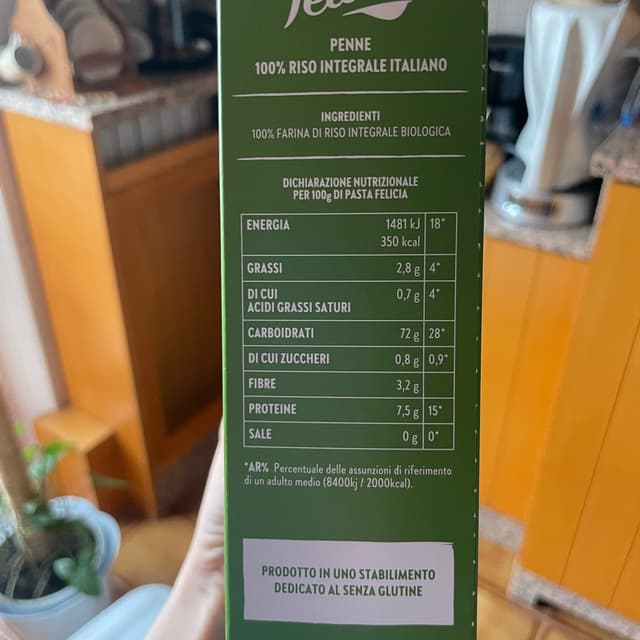 PENNE
100% RISO INTEGRALE ITALIANO
INGREDIENTI
100% FARINA DI RISO INTEGRALE BIOLOGICA
DICHIARAZIONE NUTRIZIONALE
PER 100g DI PASTA FELICIA
ENERGIA 1481 kJ 18*
350 kcal
GRASSI 2,8 g 4*
DI CUI 0,7 g 4*
ACIDI GRASSI SATURI
CARBOIDRATI 72 g 28*
DI CUI ZUCCHERI 0,8 g 0,9*
FIBRE 3,2 g
PROTEINE 7,5 g 15*
SALE 0 g 0*
*AR% Percentuale delle assunzioni di riferimento
di un adulto medio (8400kj / 2000kcal).
PRODOTTO IN UNO STABILIMENTO
DEDICATO AL SENZA GLUTINE